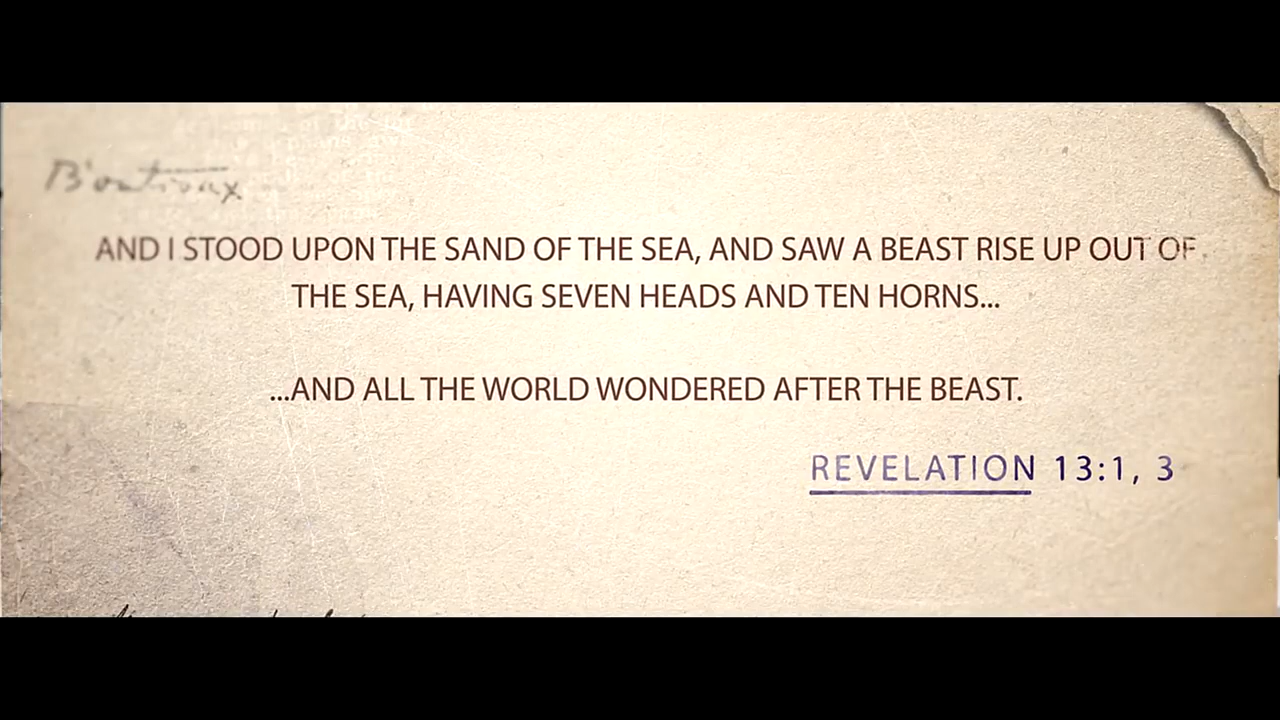 AND I STOOD UPON THE SAND OF THE SEA, AND SAW A BEAST RISE UP OUT OF
THE SEA, HAVING SEVEN HEADS AND TEN HORNS...
...AND ALL THE WORLD WONDERED AFTER THE BEAST.
REVELATION 13:1, 3